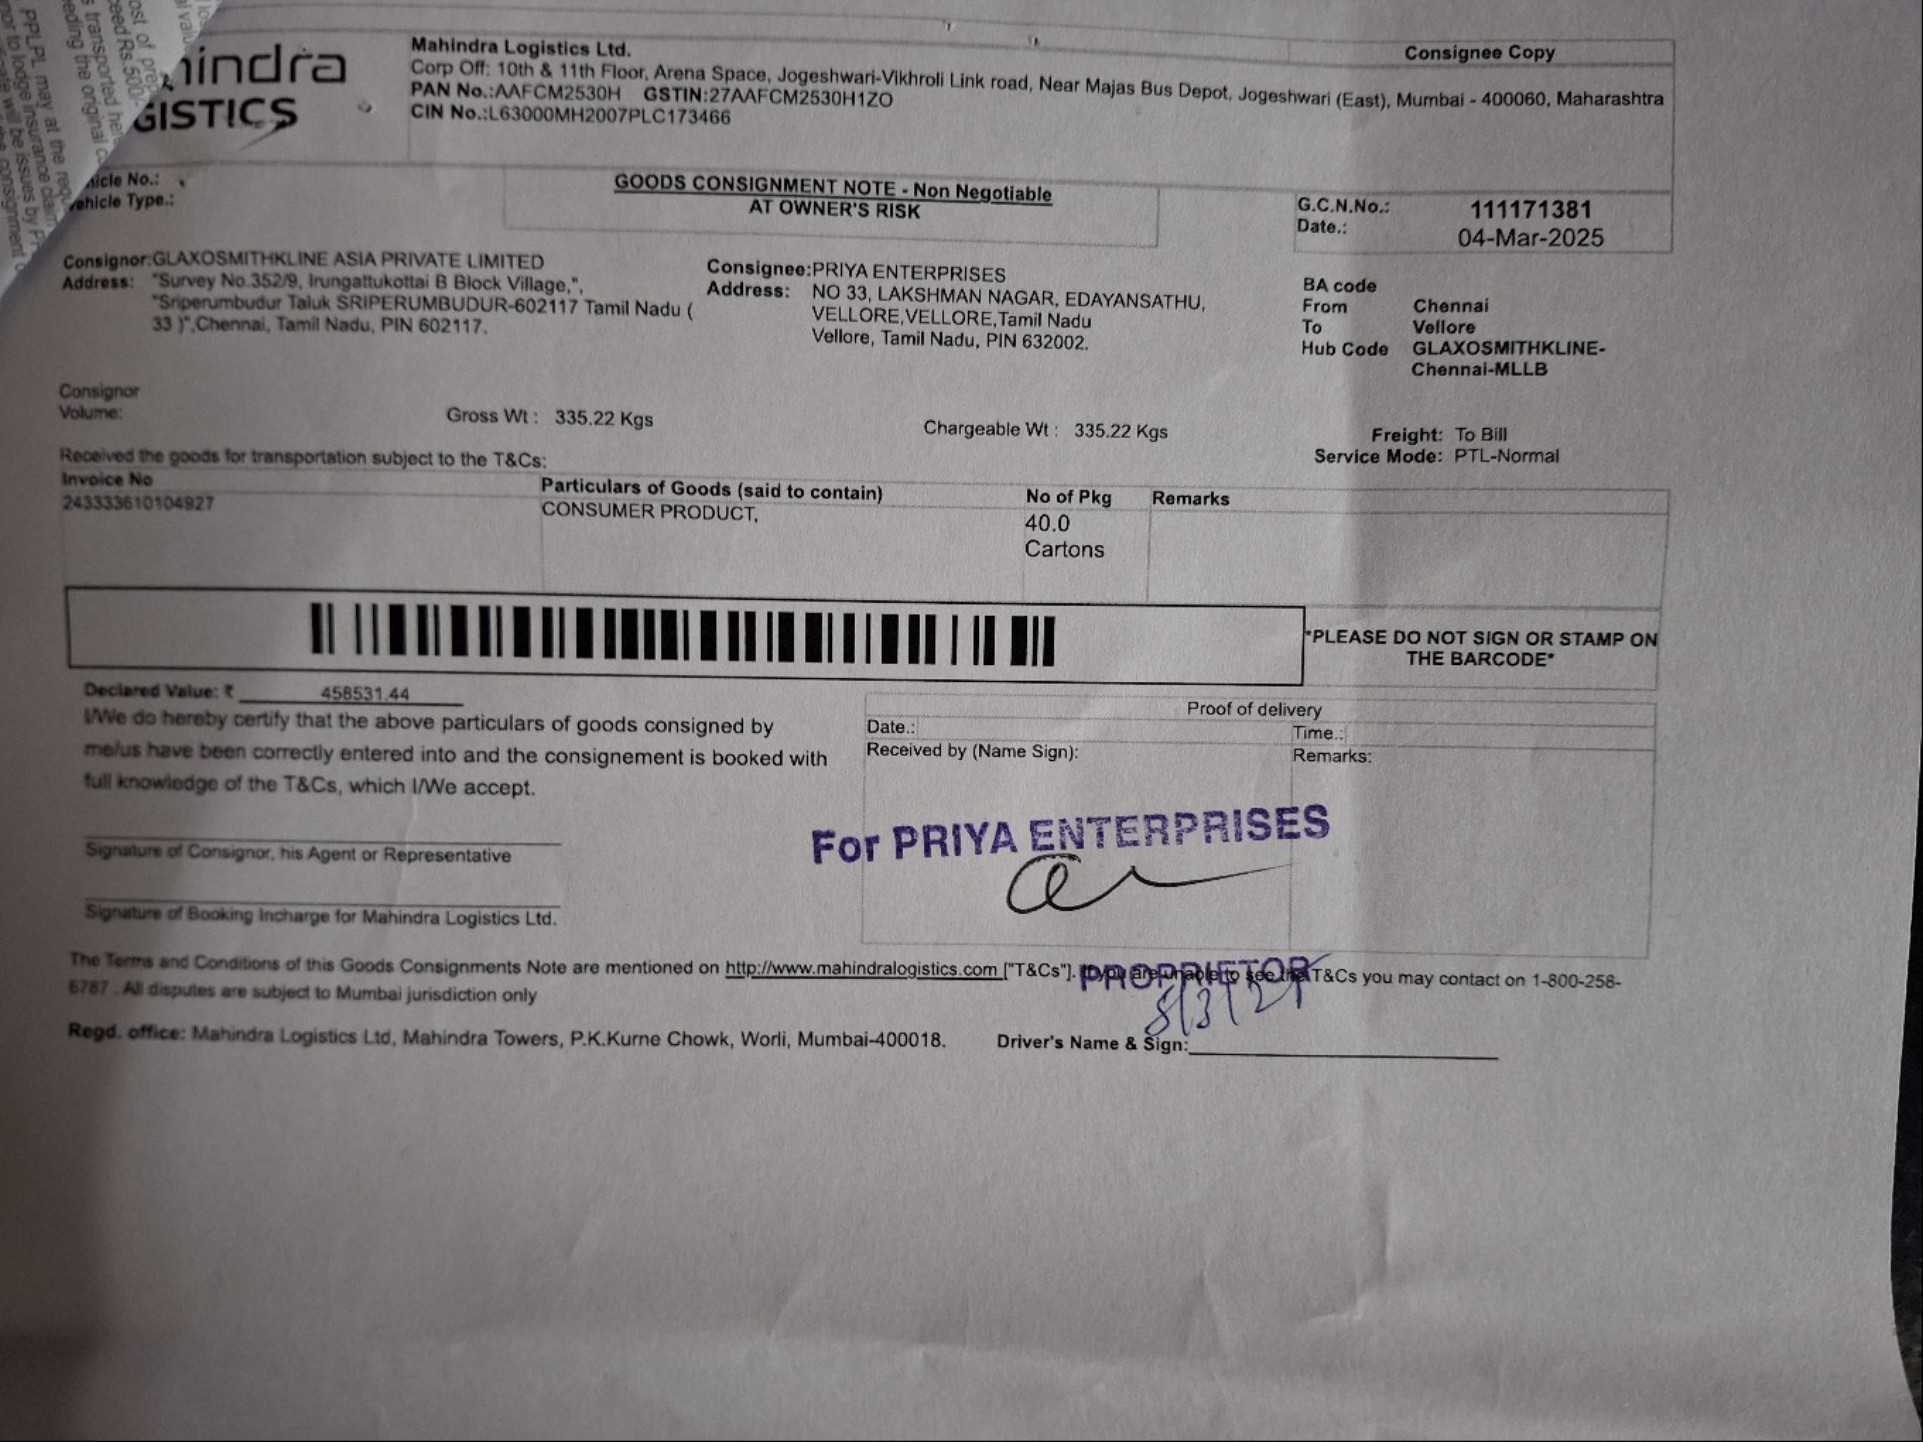 Mahindra Logistics Ltd.
Consignee Copy
Corp Off: 10th & 11th Floor, Arena Space, Jogeshwari-Vikhroli Link road, Near Majas Bus Depot, Jogeshwari (East), Mumbai - 400060, Maharashtra
PAN No.:AAFCM2530H GSTIN:27AAFCM2530H1ZO
CIN No.:L63000MH2007PLC173466
GOODS CONSIGNMENT NOTE - Non Negotiable
AT OWNER'S RISK
No.:
Type.:
G.C.N.No.: 111171381
Date.: 04-Mar-2025
Consignor:GLAXOSMITHKLINE ASIA PRIVATE LIMITED
Address: "Survey No.352/9, Irungattukottai B Block Village,",
"Sriperumbudur Taluk SRIPERUMBUDUR-602117 Tamil Nadu (
33 )",Chennai, Tamil Nadu, PIN 602117.
Consignee:PRIYA ENTERPRISES
Address: NO 33, LAKSHMAN NAGAR, EDAYANSATHU,
VELLORE,VELLORE,Tamil Nadu
Vellore, Tamil Nadu, PIN 632002.
BA code
From Chennai
To Vellore
Hub Code GLAXOSMITHKLINE-
Chennai-MLLB
Consignor
Volume:
Gross Wt : 335.22 Kgs
Chargeable Wt : 335.22 Kgs
Freight: To Bill
Service Mode: PTL-Normal
Received the goods for transportation subject to the T&Cs:
Invoice No Particulars of Goods (said to contain) No of Pkg Remarks
243333610104927 CONSUMER PRODUCT, 40.0
Cartons
*PLEASE DO NOT SIGN OR STAMP ON
THE BARCODE*
Declared Value: ₹ 458531.44
I/We do hereby certify that the above particulars of goods consigned by
me/us have been correctly entered into and the consignement is booked with
full knowledge of the T&Cs, which I/We accept.
Proof of delivery
Date.: Time.:
Received by (Name Sign): Remarks:
For PRIYA ENTERPRISES
Signature of Consignor, his Agent or Representative
Signature of Booking Incharge for Mahindra Logistics Ltd.
The Terms and Conditions of this Goods Consignments Note are mentioned on http://www.mahindralogistics.com ["T&Cs"]. If you are unable to see the T&Cs you may contact on 1-800-258-
6787 . All disputes are subject to Mumbai jurisdiction only
PROPRIETOR
Regd. office: Mahindra Logistics Ltd, Mahindra Towers, P.K.Kurne Chowk, Worli, Mumbai-400018.
Driver's Name & Sign: